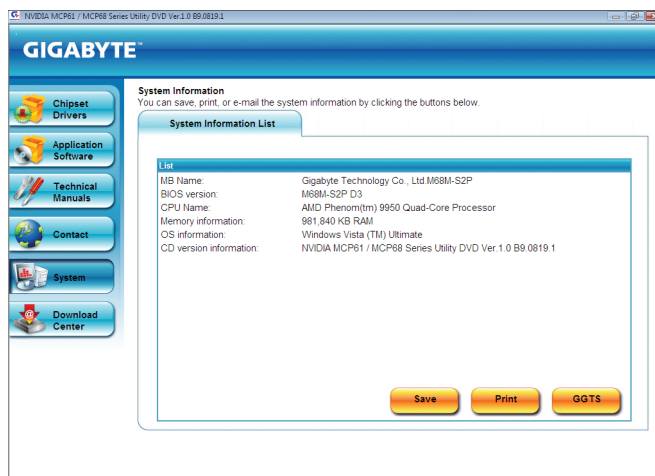 NVIDIA MCP61 / MCP68 Series Utility DVD Ver.1.0 B9.0819.1
GIGABYTE™
Chipset
Drivers
Application
Software
Technical
Manuals
Contact
System
Download
Center
System Information
You can save, print, or e-mail the system information by clicking the buttons below.
System Information List
List
MB Name: Gigabyte Technology Co., Ltd.M68M-S2P
BIOS version: M68M-S2P D3
CPU Name: AMD Phenom(tm) 9950 Quad-Core Processor
Memory information: 981,840 KB RAM
OS information: Windows Vista (TM) Ultimate
CD version information: NVIDIA MCP61 / MCP68 Series Utility DVD Ver.1.0 B9.0819.1
Save Print GGTS